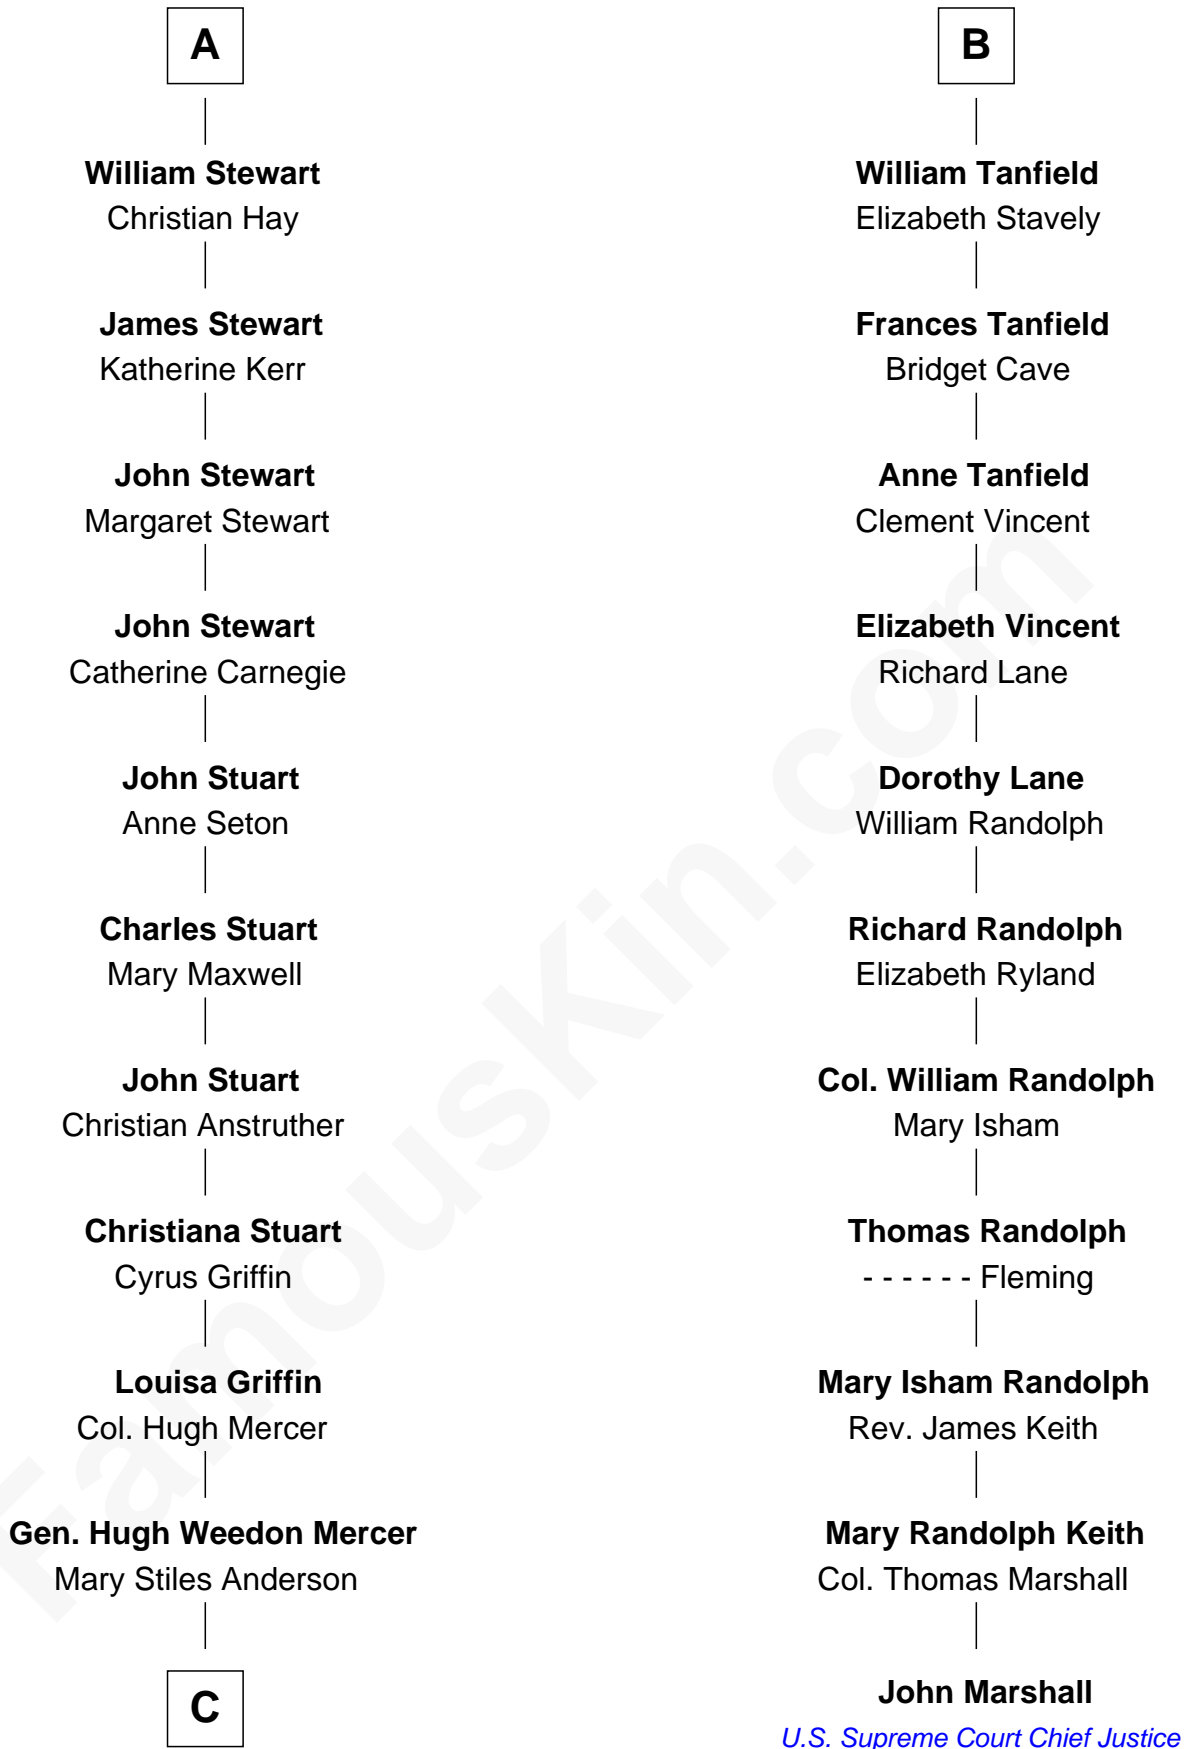 A
William Stewart
Christian Hay
James Stewart
Katherine Kerr
John Stewart
Margaret Stewart
John Stewart
Catherine Carnegie
John Stuart
Anne Seton
Charles Stuart
Mary Maxwell
John Stuart
Christian Anstruther
Christiana Stuart
Cyrus Griffin
Louisa Griffin
Col. Hugh Mercer
Gen. Hugh Weedon Mercer
Mary Stiles Anderson
C
B
William Tanfield
Elizabeth Stavely
Frances Tanfield
Bridget Cave
Anne Tanfield
Clement Vincent
Elizabeth Vincent
Richard Lane
Dorothy Lane
William Randolph
Richard Randolph
Elizabeth Ryland
Col. William Randolph
Mary Isham
Thomas Randolph
- - - - - - Fleming
Mary Isham Randolph
Rev. James Keith
Mary Randolph Keith
Col. Thomas Marshall
John Marshall
U.S. Supreme Court Chief Justice
FamousKin.com